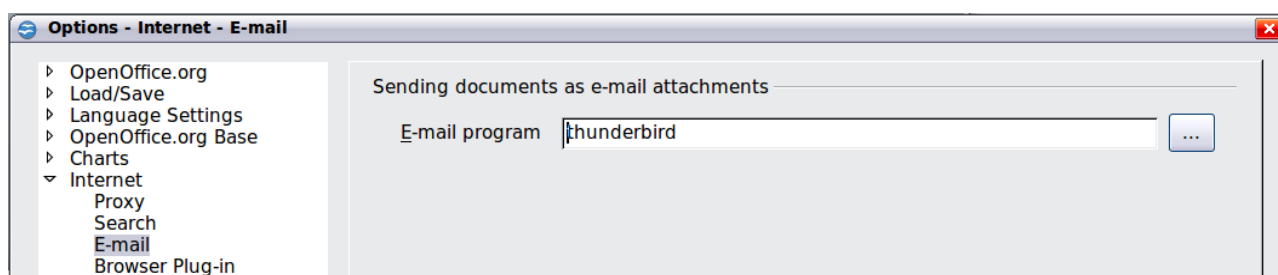 Options - Internet - E-mail
OpenOffice.org
Load/Save
Language Settings
OpenOffice.org Base
Charts
Internet
Proxy
Search
E-mail
Browser Plug-in
Sending documents as e-mail attachments
E-mail program thunderbird ...